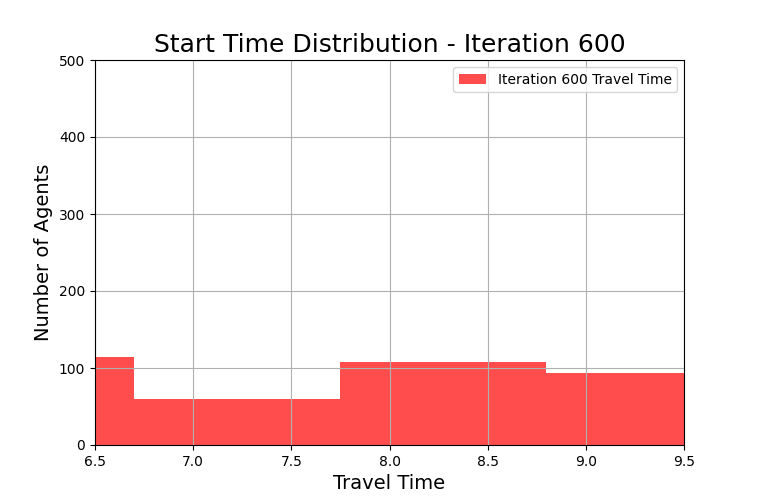 Start Time Distribution - Iteration 600
Iteration 600 Travel Time
Number of Agents
500
400
300
200
100
0
6.5 7.0 7.5 8.0 8.5 9.0 9.5
Travel Time